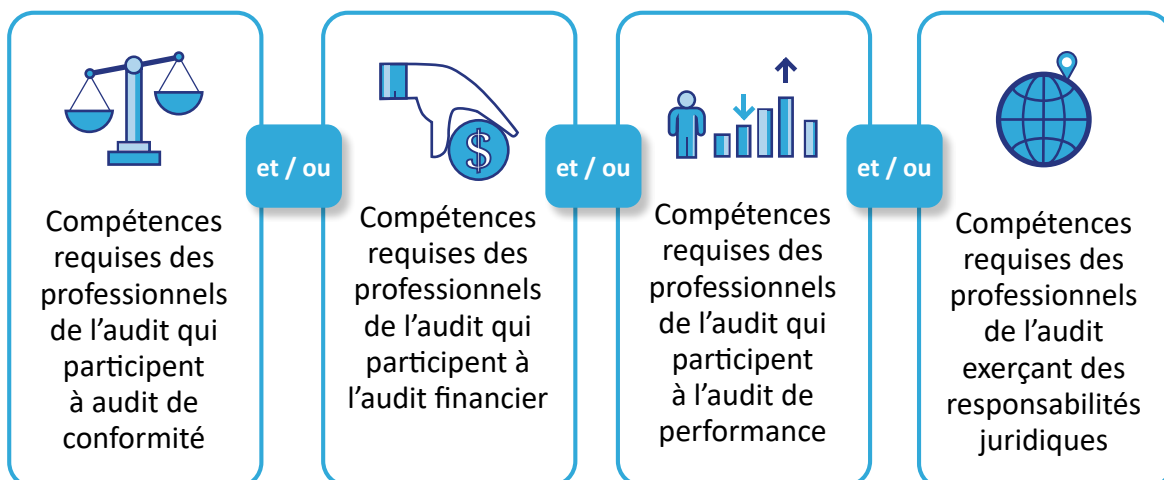 Compétences
requises des
professionnels
de l’audit qui
participent
à audit de
conformité
et / ou
Compétences
requises des
professionnels
de l’audit qui
participent à
l’audit financier
et / ou
Compétences
requises des
professionnels
de l’audit qui
participent
à l’audit de
performance
et / ou
Compétences
requises des
professionnels
de l’audit
exerçant des
responsabilités
juridiques
$